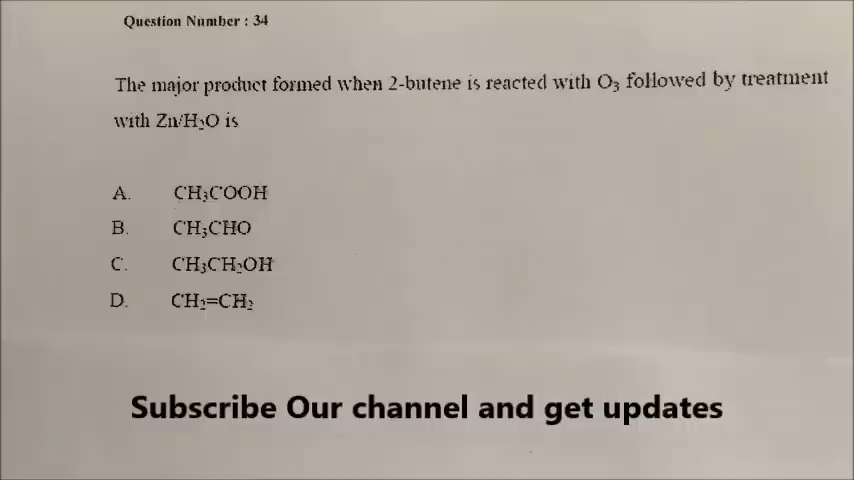 Question Number : 34
The major product formed when 2-butene is reacted with O₃ followed by treatment
with Zn/H₂O is
A. CH₃COOH
B. CH₃CHO
C. CH₃CH₂OH
D. CH₂=CH₂
Subscribe Our channel and get updates